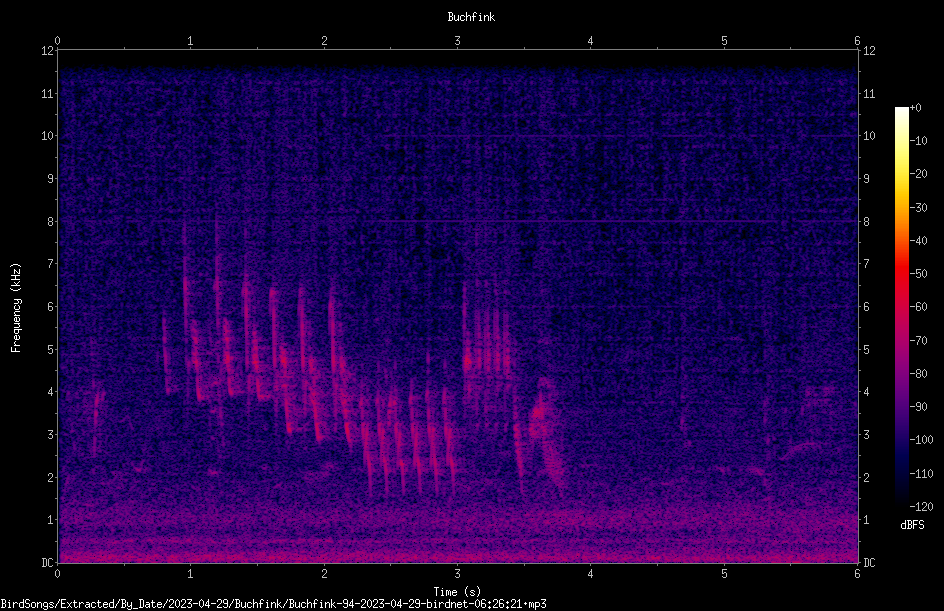 Buchfink
0 1 2 3 4 5 6
12 12
11 11 +0
10 10 -10
9 9 -20
8 8 -30
7 7 -40
Frequency (kHz)
6 6 -50
5 5 -60
4 4 -70
3 3 -80
2 2 -90
1 1 -100
DC DC -110
-120
dBFS
0 1 2 3 4 5 6
Time (s)
BirdSongs/Extracted/By_Date/2023-04-29/Buchfink/Buchfink-94-2023-04-29-birdnet-06:26:21.mp3